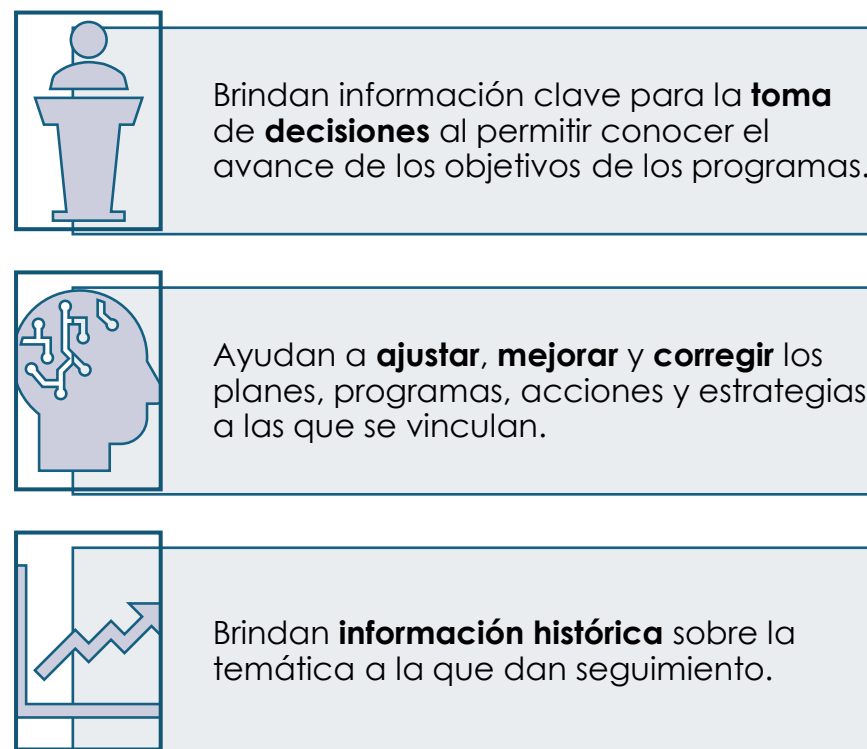 Brindan información clave para la toma
de decisiones al permitir conocer el
avance de los objetivos de los programas.
Ayudan a ajustar, mejorar y corregir los
planes, programas, acciones y estrategias
a las que se vinculan.
Brindan información histórica sobre la
temática a la que dan seguimiento.